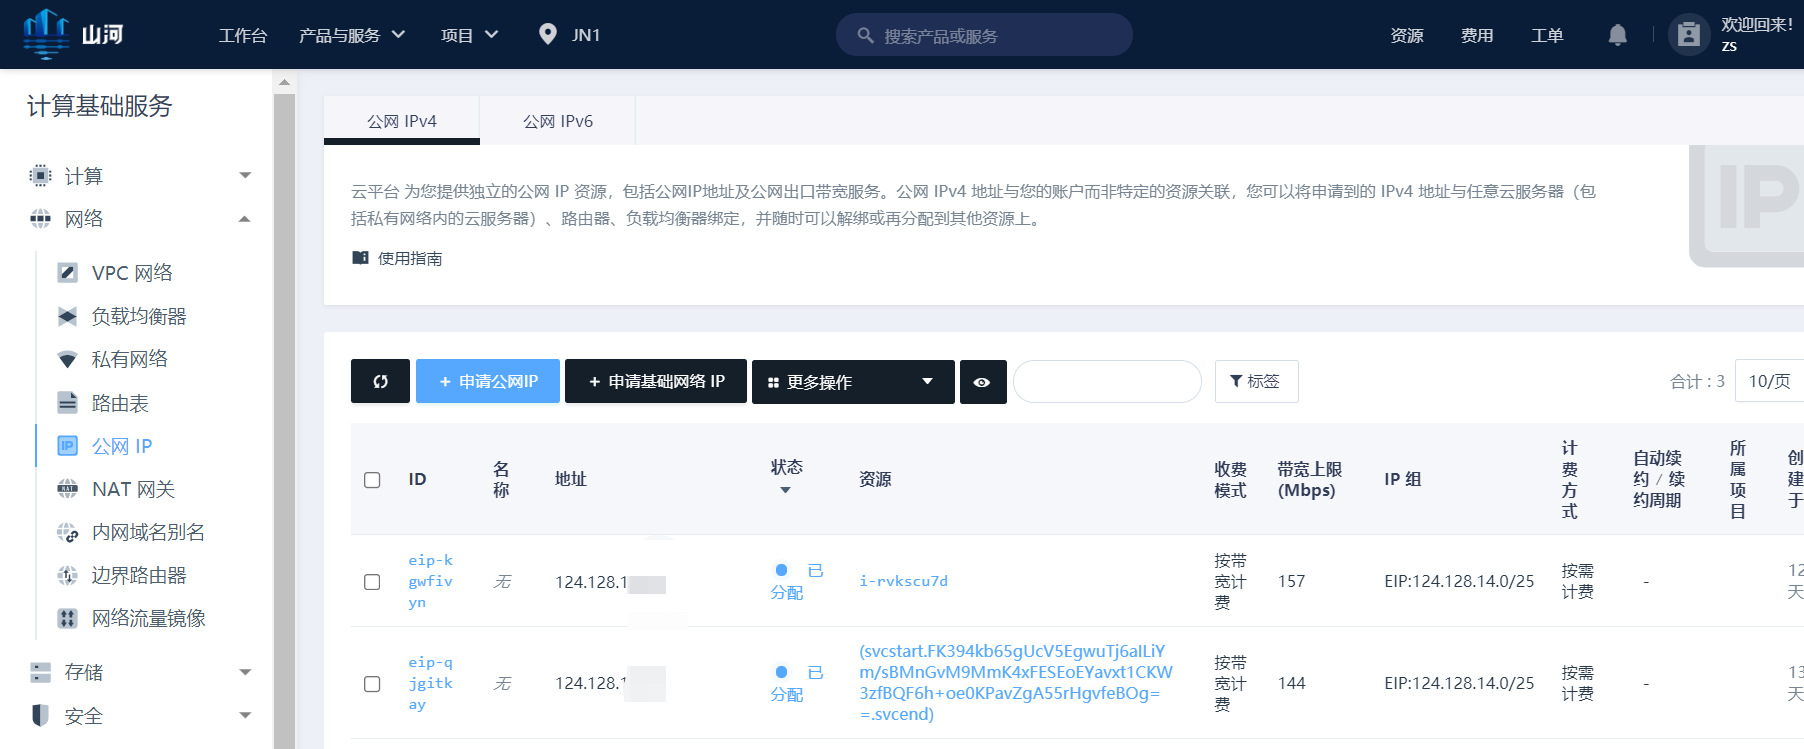 山河
工作台 产品与服务 项目 JN1 搜索产品或服务 资源 费用 工单 欢迎回来！
zs
计算基础服务
计算
网络
VPC 网络
负载均衡器
私有网络
路由表
公网 IP
NAT 网关
内网域名别名
边界路由器
网络流量镜像
存储
安全
公网 IPv4 公网 IPv6
云平台 为您提供独立的公网 IP 资源，包括公网IP地址及公网出口带宽服务。公网 IPv4 地址与您的账户而非特定的资源关联，您可以将申请到的 IPv4 地址与任意云服务器（包
括私有网络内的云服务器）、路由器、负载均衡器绑定，并随时可以解绑或再分配到其他资源上。
使用指南
IP
+ 申请公网IP + 申请基础网络 IP 更多操作 标签 合计：3 10/页
ID 名称 地址 状态 资源 收费模式 带宽上限 (Mbps) IP 组 计费方式 自动续约 / 续约周期 所属项目 创建于
eip-k
gwfiv
yn
无 124.128.1 已分配 i-rvkscu7d 按带宽计费 157 EIP:124.128.14.0/25 按需计费 - 12 天
eip-q
jgitk
ay
无 124.128.1 已分配
(svcstart.FK394kb65gUcV5EgwuTj6aILiY
m/sBMnGvM9MmK4xFESEoEYavxt1CKW
3zfBQF6h+oe0KPavZgA55rHgvfeBOg=
=.svcend)
按带宽计费 144 EIP:124.128.14.0/25 按需计费 - 13 天